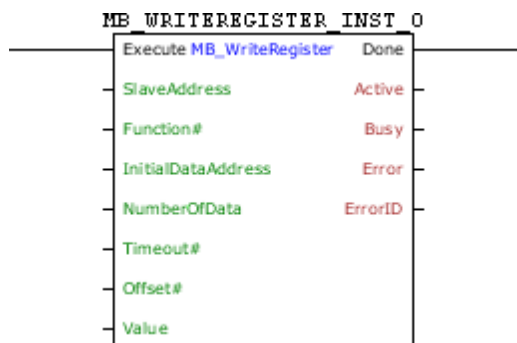 MB_WRITEREGISTER_INST_0
Execute MB_WriteRegister Done
SlaveAddress Active
Function# Busy
InitialDataAddress Error
NumberOfData ErrorID
Timeout#
Offset#
Value